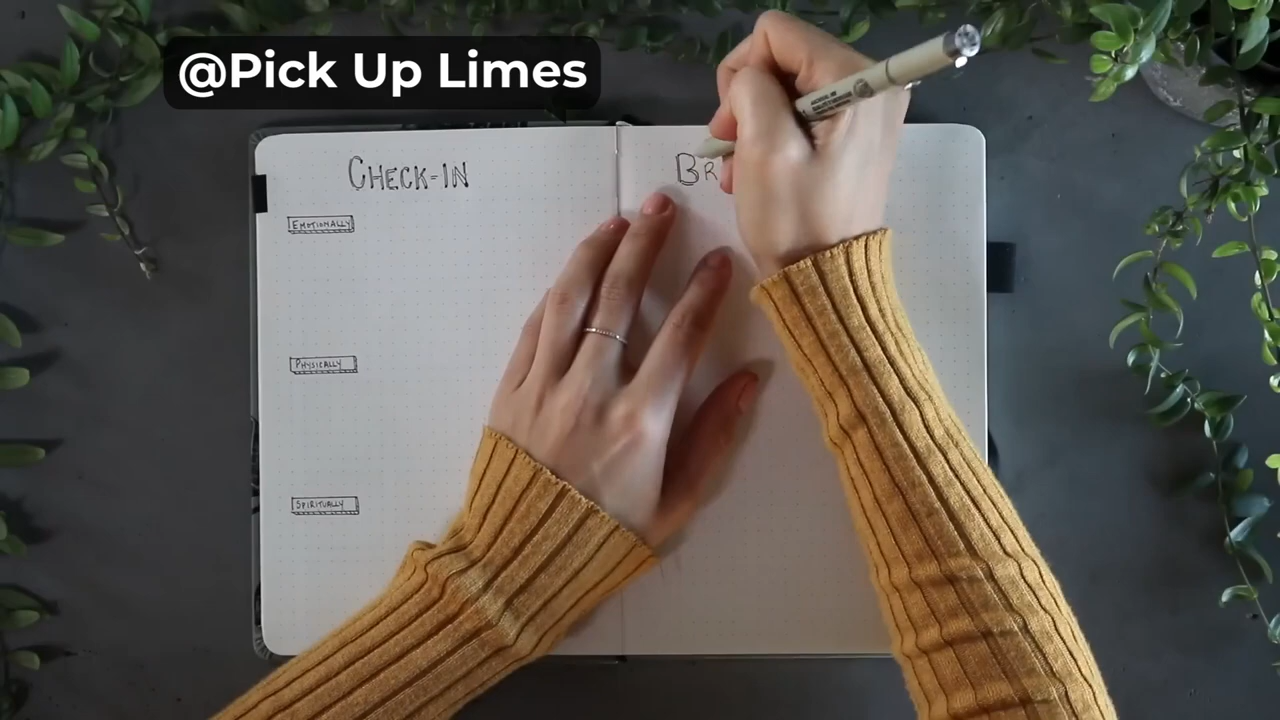 @Pick Up Limes
CHECK-IN
BR
EMOTIONALLY
PHYSICALLY
SPIRITUALLY